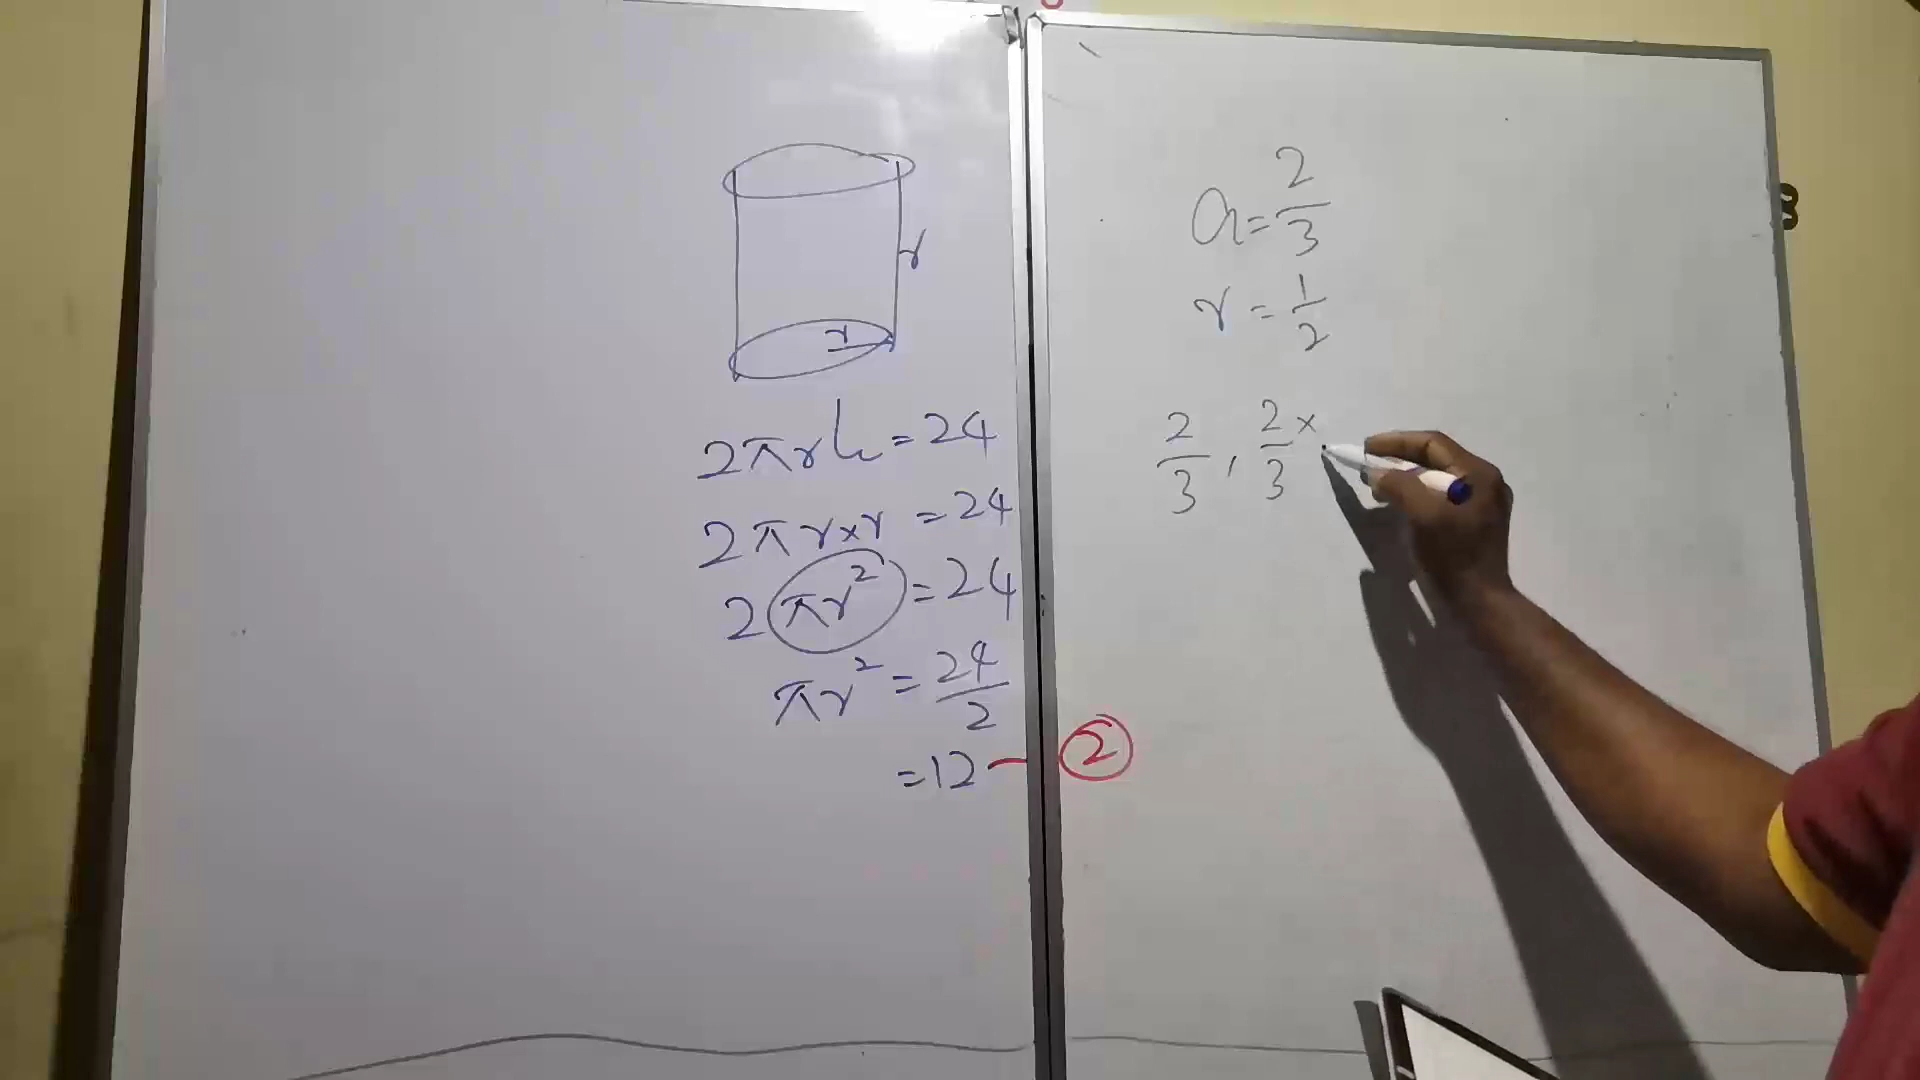 r
r
2πrh = 24
2πr×r = 24
2πr² = 24
πr² = 24/2
= 12 — ②
a = 2/3
r = 1/2
2/3 , 2/3 ×